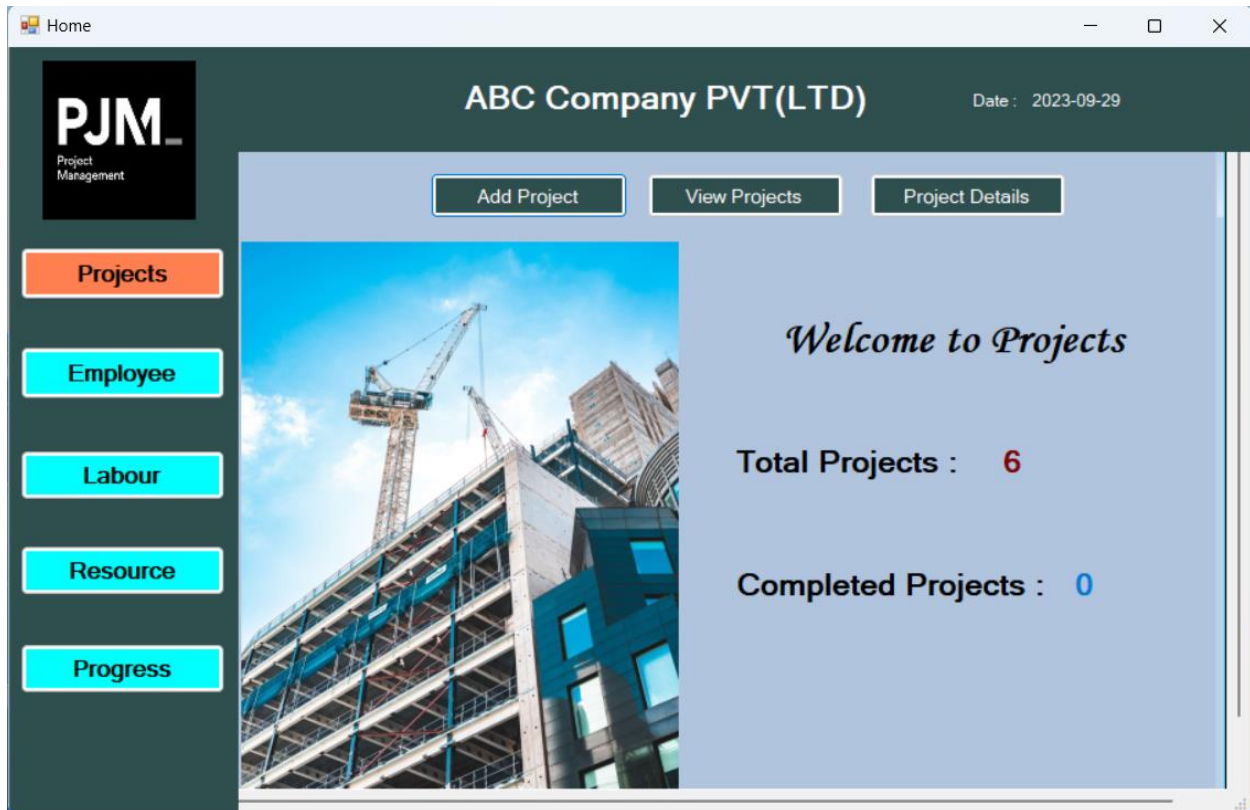 Home
ABC Company PVT(LTD)
Date : 2023-09-29
PJM_
Project
Management
Add Project
View Projects
Project Details
Projects
Employee
Labour
Resource
Progress
Welcome to Projects
Total Projects : 6
Completed Projects : 0